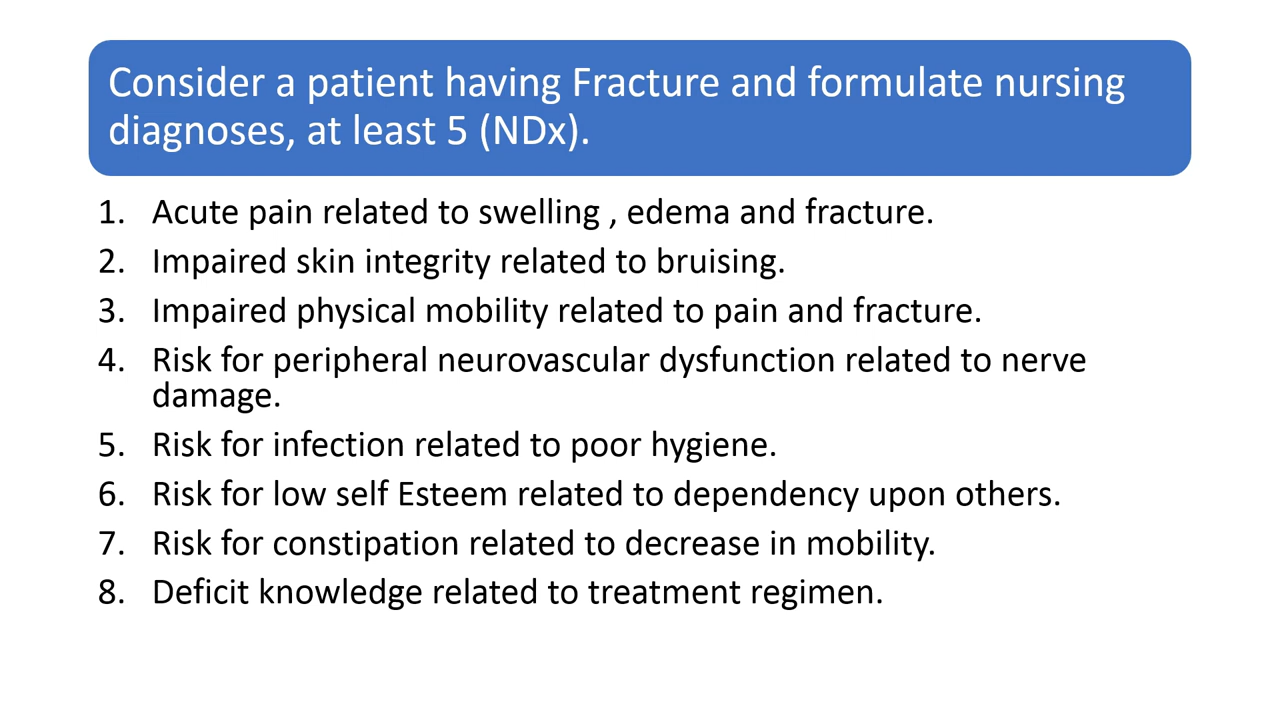 Consider a patient having Fracture and formulate nursing
diagnoses, at least 5 (NDx).
1. Acute pain related to swelling , edema and fracture.
2. Impaired skin integrity related to bruising.
3. Impaired physical mobility related to pain and fracture.
4. Risk for peripheral neurovascular dysfunction related to nerve
damage.
5. Risk for infection related to poor hygiene.
6. Risk for low self Esteem related to dependency upon others.
7. Risk for constipation related to decrease in mobility.
8. Deficit knowledge related to treatment regimen.